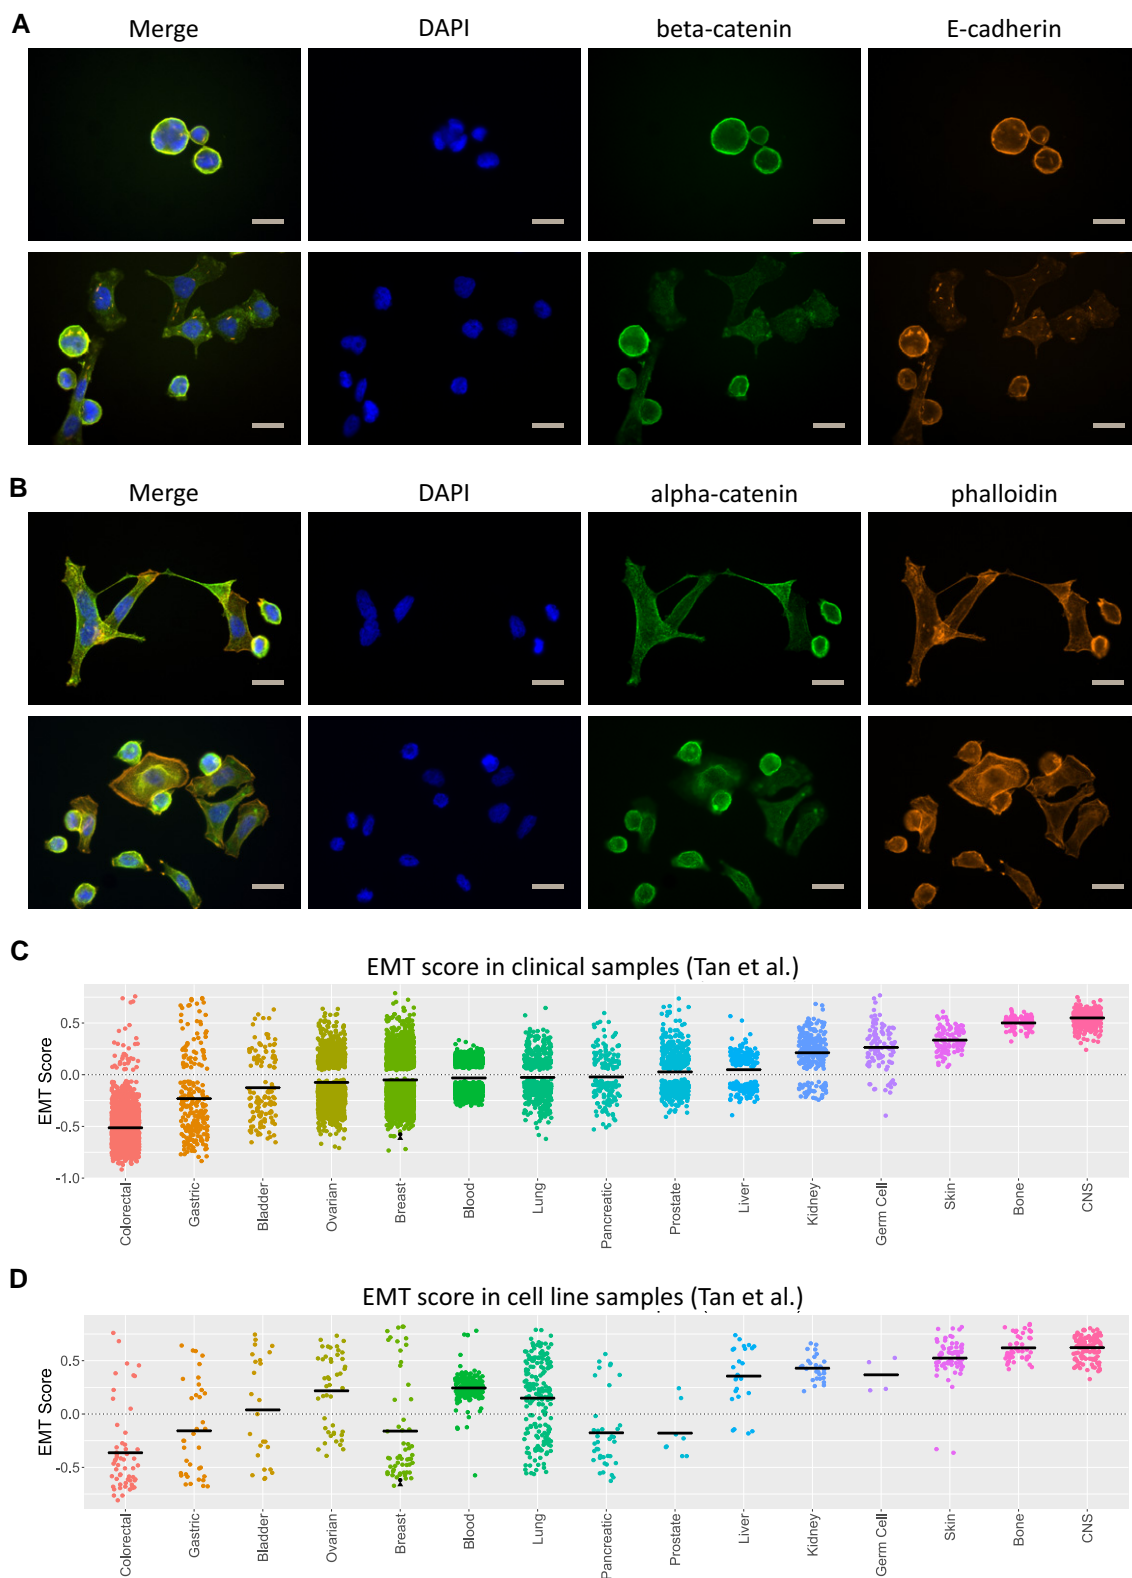 A
Merge DAPI beta-catenin E-cadherin
B
Merge DAPI alpha-catenin phalloidin
C
EMT score in clinical samples (Tan et al.)
EMT Score
0.5
0.0
-0.5
-1.0
Colorectal Gastric Bladder Ovarian Breast Blood Lung Pancreatic Prostate Liver Kidney Germ Cell Skin Bone CNS
D
EMT score in cell line samples (Tan et al.)
EMT Score
0.5
0.0
-0.5
Colorectal Gastric Bladder Ovarian Breast Blood Lung Pancreatic Prostate Liver Kidney Germ Cell Skin Bone CNS